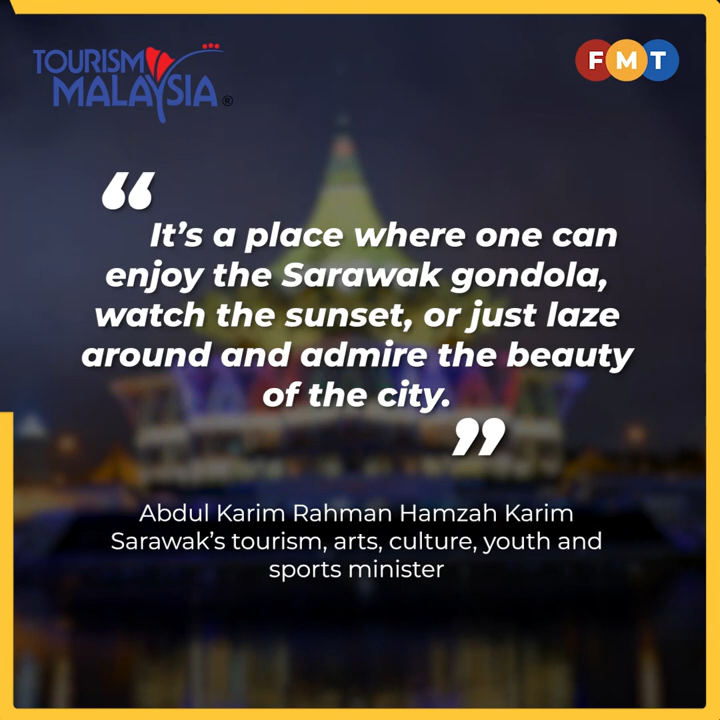 TOURISM
MALAYSIA®
FMT
“
It’s a place where one can
enjoy the Sarawak gondola,
watch the sunset, or just laze
around and admire the beauty
of the city.
”
Abdul Karim Rahman Hamzah Karim
Sarawak’s tourism, arts, culture, youth and
sports minister